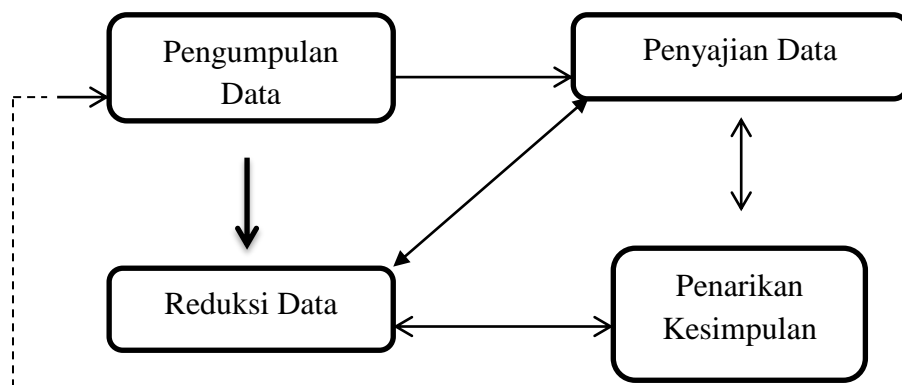 Pengumpulan
Data
Penyajian Data
Reduksi Data
Penarikan
Kesimpulan